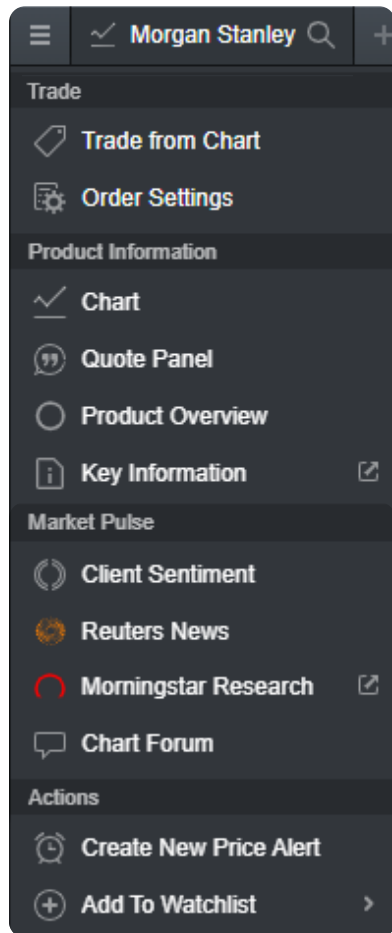 Morgan Stanley
Trade
Trade from Chart
Order Settings
Product Information
Chart
Quote Panel
Product Overview
Key Information
Market Pulse
Client Sentiment
Reuters News
Morningstar Research
Chart Forum
Actions
Create New Price Alert
Add To Watchlist